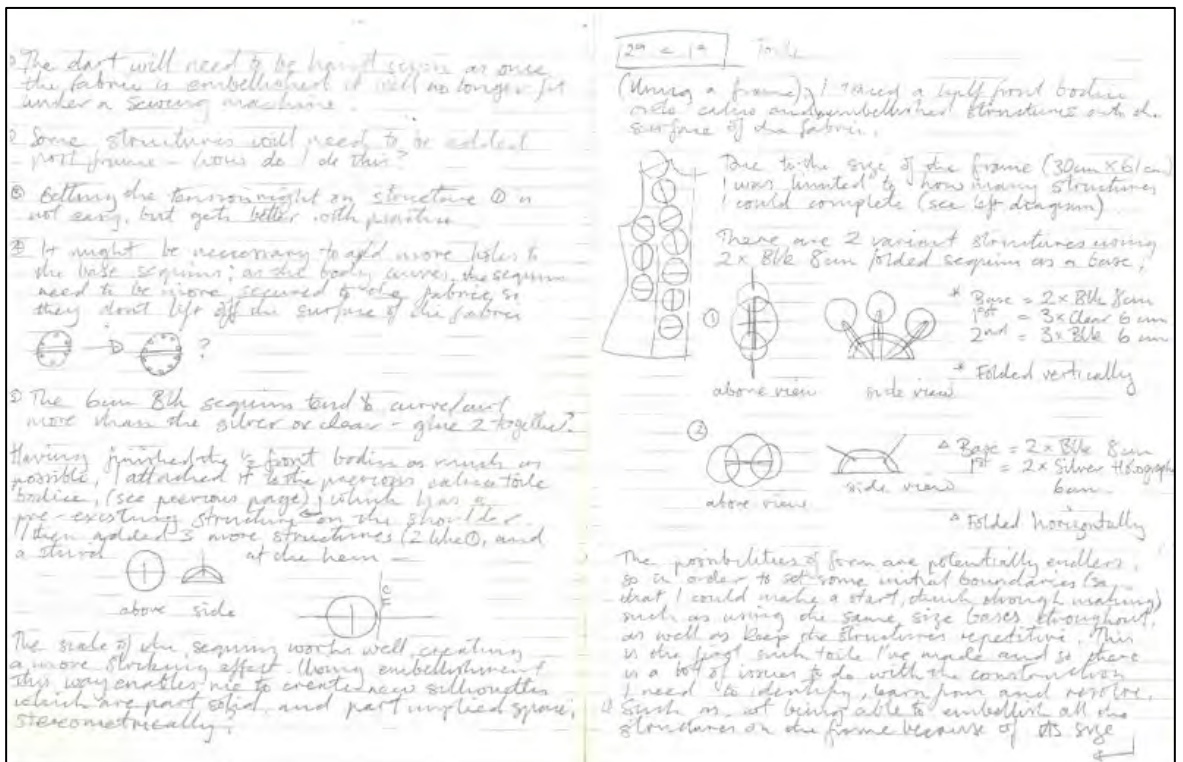 The dart will need to be hand sewn as once
the fabric is embellished it will no longer fit
under a sewing machine.
2 Some structures will need to be added
post frame - how do I do this?
③ Getting the tension right on structure ① is
not easy, but gets better with practice
④ It might be necessary to add more holes to
the base sequins; as the body curves, the sequins
need to be more secured to the fabric so
they dont lift off the surface of the fabric
?
5 The 6cm Blk sequins tend to curve/curl
more than the silver or clear - glue 2 together?
Having finished the ½ front bodice as much as
possible, I attached it to the previous calico toile
bodice, (see previous page), which has a
pre-existing structure on the shoulder.
I then added 3 more structures (2 like ①, and
a third at the hem
above side
The scale of the sequins works well, creating
a more striking effect. Using embellishment
this way enables me to create new silhouettes
which are part solid, and part implied space,
stereometrically?
Toile
(Using a frame), I traced a half front bodice
onto calico and embellished structures onto the
surface of the fabric.
Due to the size of the frame (30cm x 61cm)
I was limited to how many structures
I could complete (see left diagram)
There are 2 variant structures using
2 x Blk 8cm folded sequins as a base;
①
* Base = 2 x Blk 8cm
1st = 3 x Clear 6cm
2nd = 3 x Blk 6cm
* Folded vertically
above view side view
②
Base = 2 x Blk 8cm
1st = 2 x Silver Holographic
6cm
above view side view
Folded horizontally
The possibilities of form are potentially endless,
so in order to set some initial boundaries (so
that I could make a start, think through making)
such as using the same size bases throughout,
as well as keep the structures repetitive. This
is the first such toile I've made and so there
is a lot of issues to do with the construction
I need to identify, learn from and resolve.
Such as not being able to embellish all the
structures on the frame because of its size